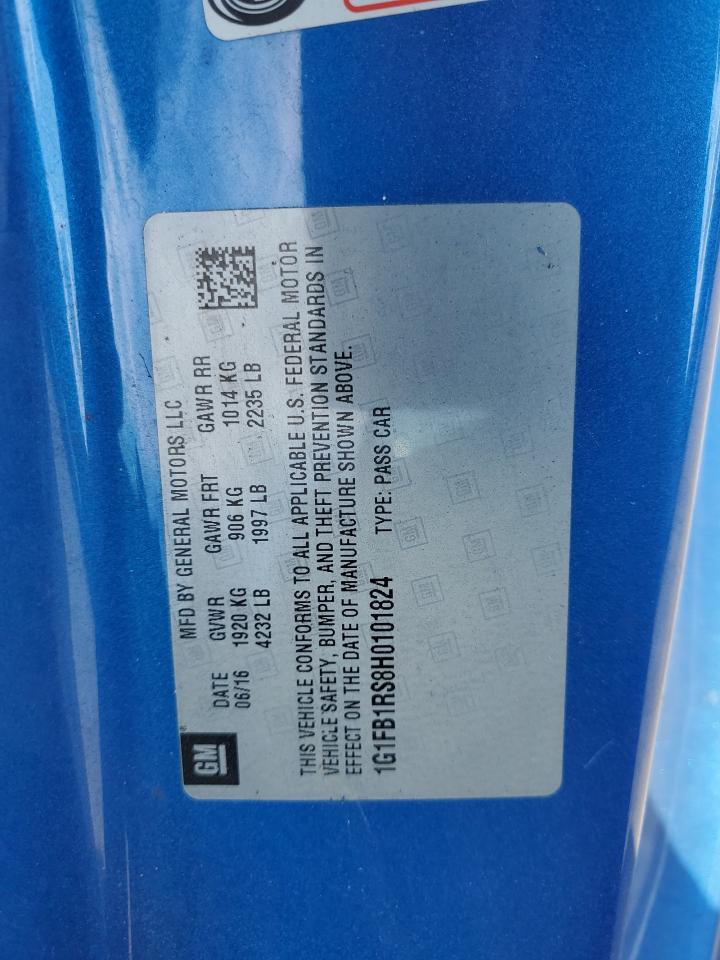 GM
MFD BY GENERAL MOTORS LLC
DATE GVWR GAWR FRT GAWR RR
06/16 1920 KG 906 KG 1014 KG
4232 LB 1997 LB 2235 LB
THIS VEHICLE CONFORMS TO ALL APPLICABLE U.S. FEDERAL MOTOR
VEHICLE SAFETY, BUMPER, AND THEFT PREVENTION STANDARDS IN
EFFECT ON THE DATE OF MANUFACTURE SHOWN ABOVE.
1G1FB1RS8H0101824 TYPE: PASS CAR